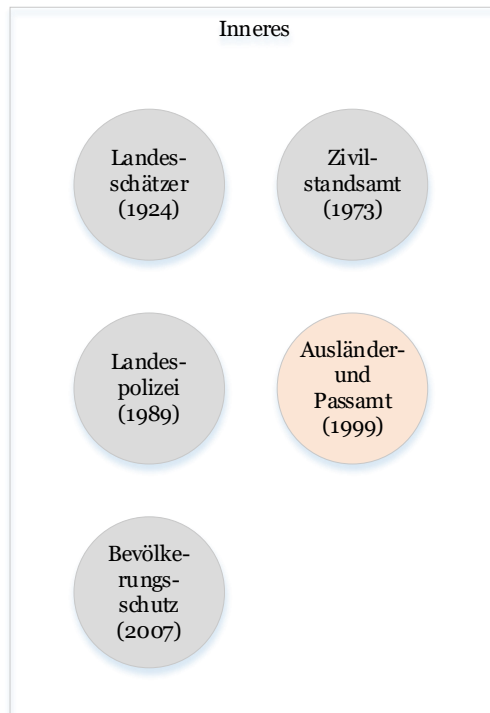 Inneres
Landes-
schätzer
(1924)
Zivil-
standsamt
(1973)
Landes-
polizei
(1989)
Ausländer-
und
Passamt
(1999)
Bevölke-
rungs-
schutz
(2007)